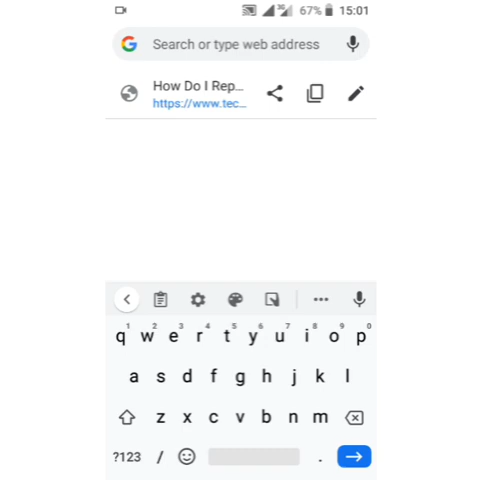 3G 67% 15:01
Search or type web address
How Do I Rep...
https://www.tec...
1 2 3 4 5 6 7 8 9 0
q w e r t y u i o p
a s d f g h j k l
z x c v b n m
?123 / .